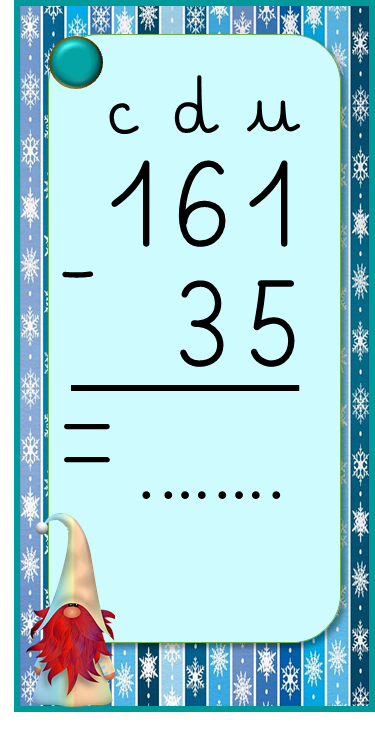 c d u
161
- 35
= ........